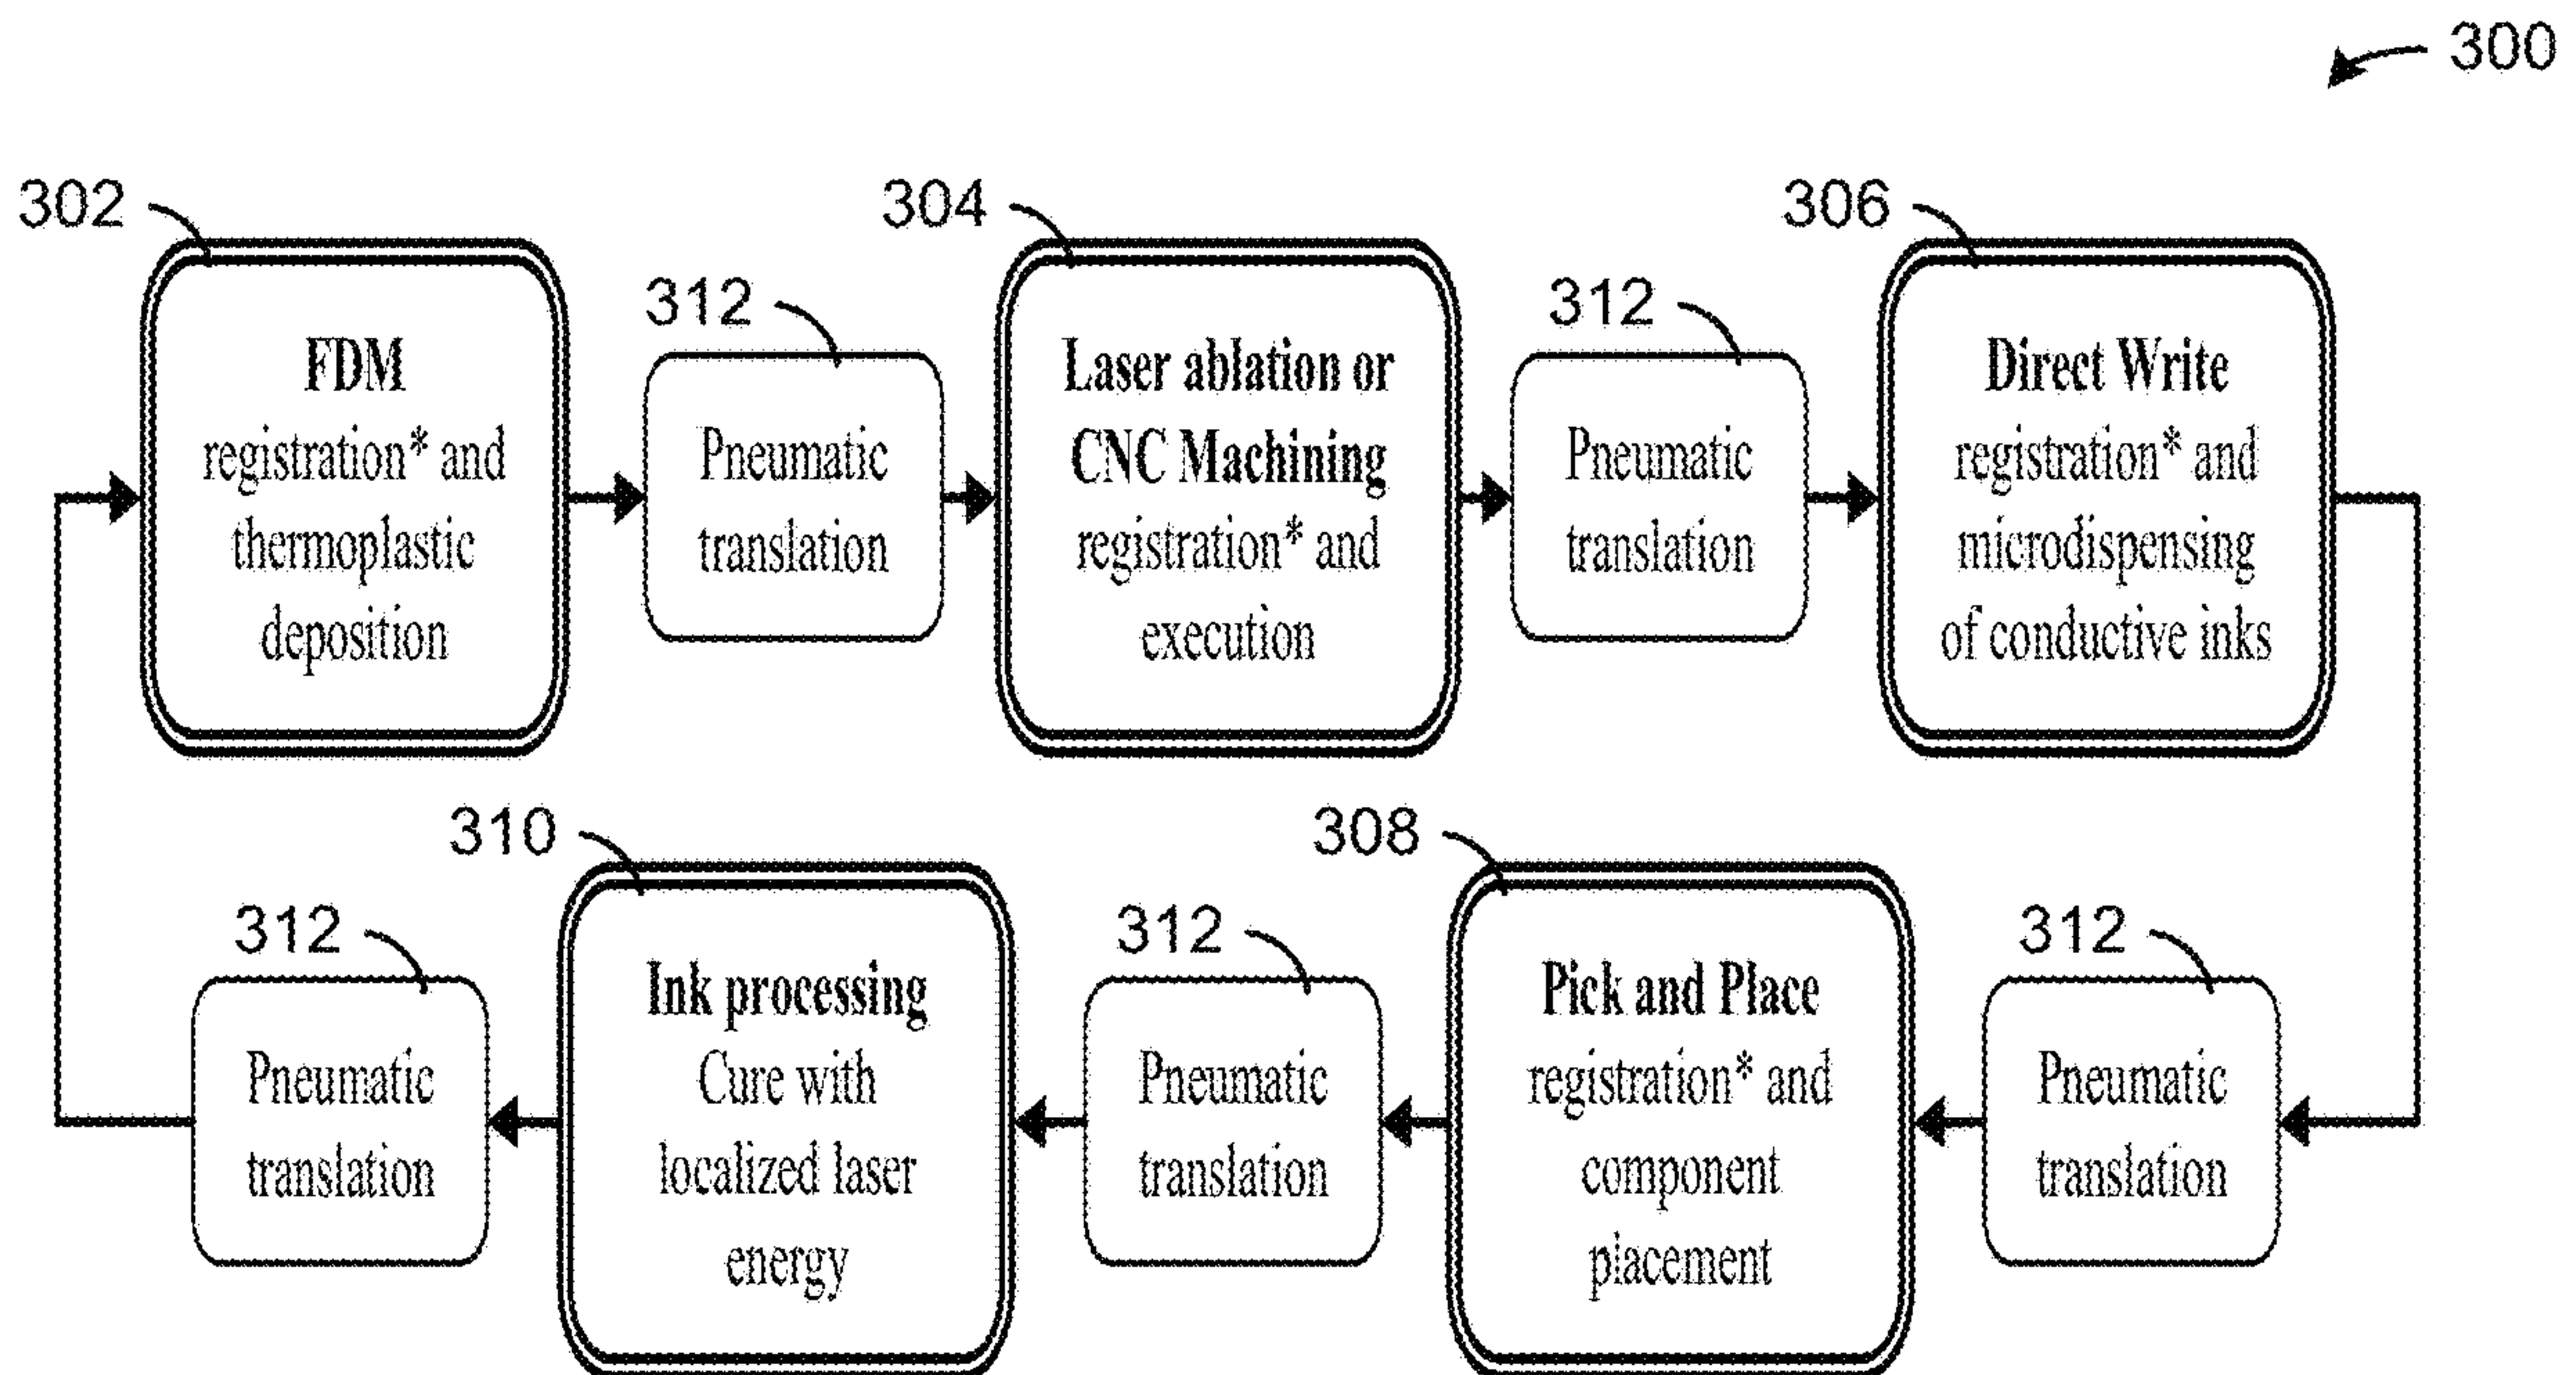 300
302
304
306
312
312
FDM
registration* and
thermoplastic
deposition
Pneumatic
translation
Laser ablation or
CNC Machining
registration* and
execution
Pneumatic
translation
Direct Write
registration* and
microdispensing
of conductive inks
310
308
312
312
312
Pneumatic
translation
Ink processing
Cure with
localized laser
energy
Pneumatic
translation
Pick and Place
registration* and
component
placement
Pneumatic
translation